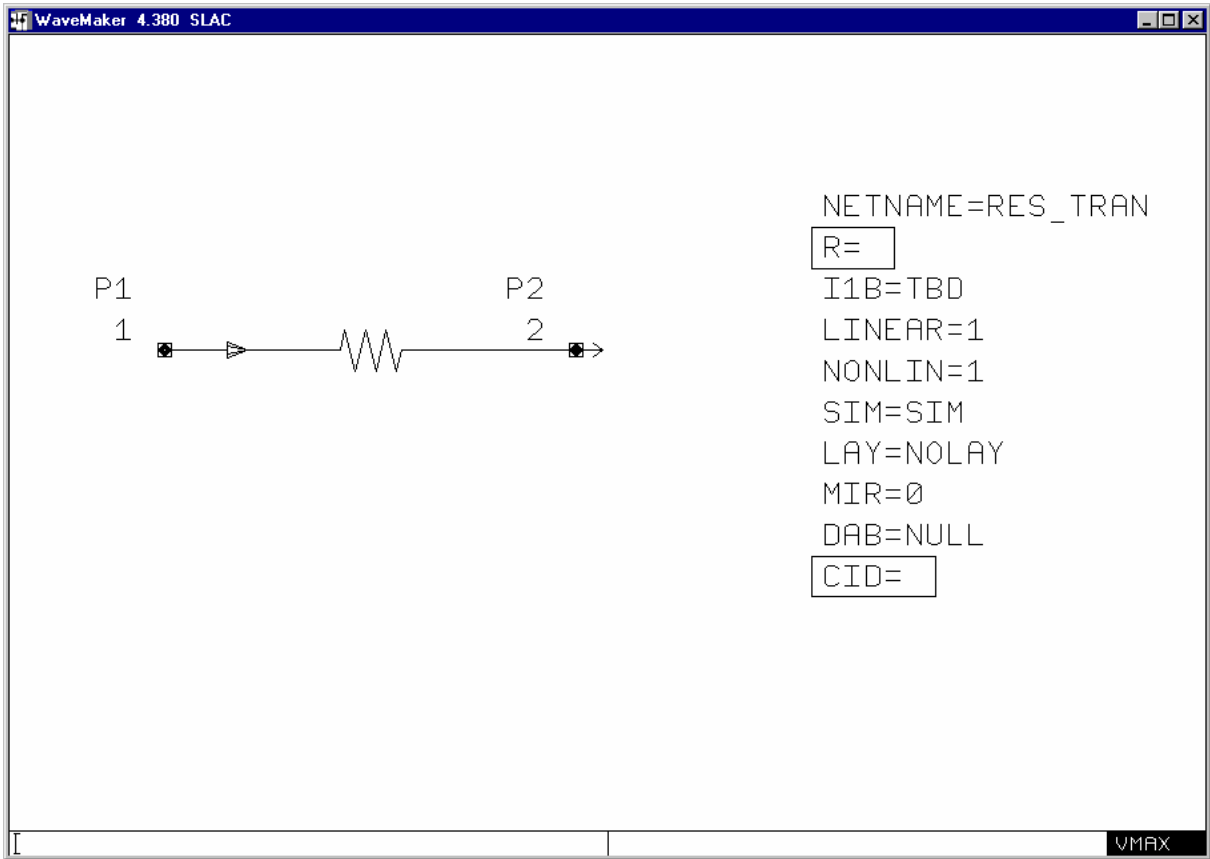 WaveMaker 4.380 SLAC
NETNAME=RES_TRAN
R=
P1
P2
I1B=TBD
1
2
LINEAR=1
NONLIN=1
SIM=SIM
LAY=NOLAY
MIR=0
DAB=NULL
CID=
VMAX